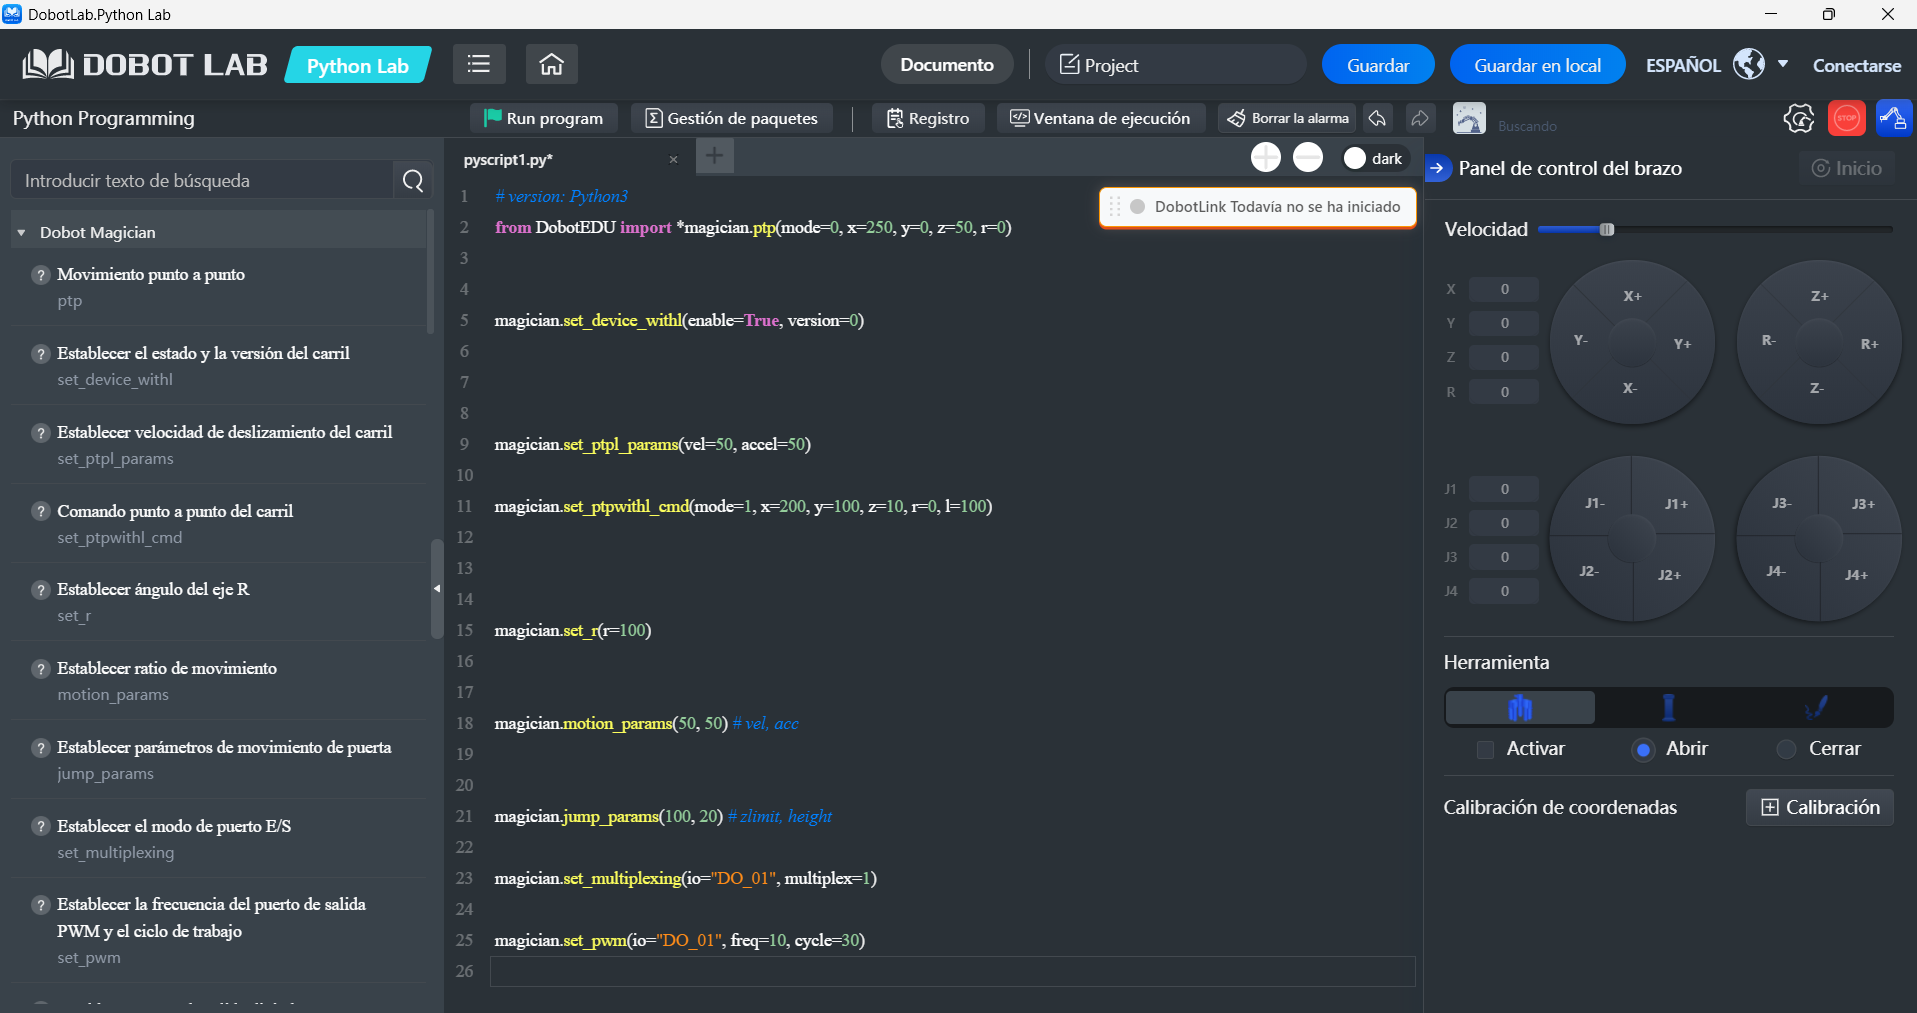 DobotLab.Python Lab
DOBOT LAB
Python Lab
Documento
Project
Guardar
Guardar en local
ESPAÑOL
Conectarse
Python Programming
Run program
Gestión de paquetes
Registro
Ventana de ejecución
Borrar la alarma
Buscando
STOP
Introducir texto de búsqueda
Dobot Magician
Movimiento punto a punto
ptp
Establecer el estado y la versión del carril
set_device_withl
Establecer velocidad de deslizamiento del carril
set_ptpl_params
Comando punto a punto del carril
set_ptpwithl_cmd
Establecer ángulo del eje R
set_r
Establecer ratio de movimiento
motion_params
Establecer parámetros de movimiento de puerta
jump_params
Establecer el modo de puerto E/S
set_multiplexing
Establecer la frecuencia del puerto de salida
PWM y el ciclo de trabajo
set_pwm
pyscript1.py*
dark
DobotLink Todavía no se ha iniciado
1 # version: Python3
2 from DobotEDU import *magician.ptp(mode=0, x=250, y=0, z=50, r=0)
3
4
5 magician.set_device_withl(enable=True, version=0)
6
7
8
9 magician.set_ptpl_params(vel=50, accel=50)
10
11 magician.set_ptpwithl_cmd(mode=1, x=200, y=100, z=10, r=0, l=100)
12
13
14
15 magician.set_r(r=100)
16
17
18 magician.motion_params(50, 50) # vel, acc
19
20
21 magician.jump_params(100, 20) # zlimit, height
22
23 magician.set_multiplexing(io="DO_01", multiplex=1)
24
25 magician.set_pwm(io="DO_01", freq=10, cycle=30)
26
Panel de control del brazo
Inicio
Velocidad
X 0
Y 0
Z 0
R 0
X+
Y- Y+
X-
Z+
R- R+
Z-
J1 0
J2 0
J3 0
J4 0
J1- J1+
J2- J2+
J3- J3+
J4- J4+
Herramienta
Activar
Abrir
Cerrar
Calibración de coordenadas
Calibración